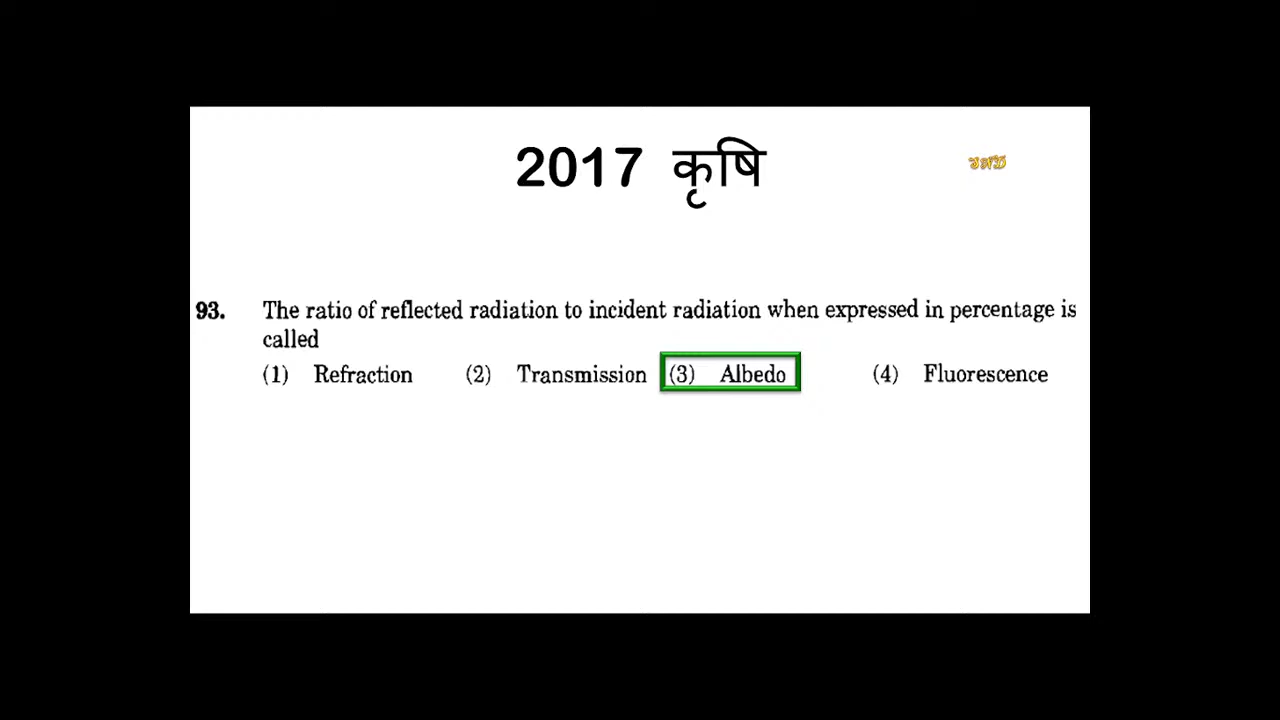 2017 कृषि
93. The ratio of reflected radiation to incident radiation when expressed in percentage is
called
(1) Refraction (2) Transmission (3) Albedo (4) Fluorescence